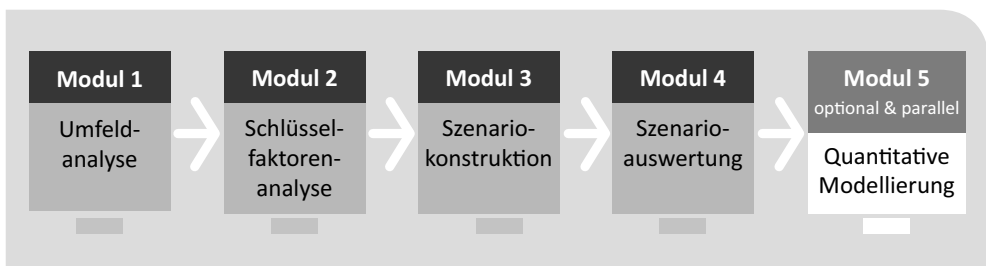 Modul 1
Umfeld-
analyse
Modul 2
Schlüssel-
faktoren-
analyse
Modul 3
Szenario-
konstruktion
Modul 4
Szenario-
auswertung
Modul 5
optional & parallel
Quantitative
Modellierung